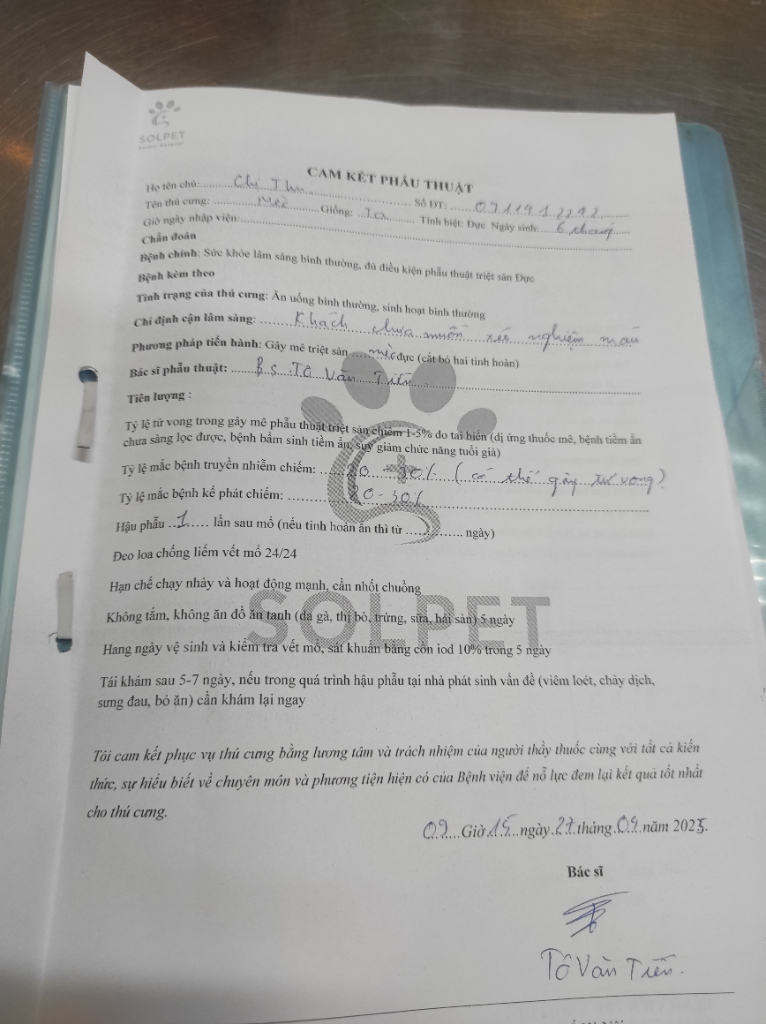 SOLPET
CAM KẾT PHẪU THUẬT
Họ tên chủ: Chị Thu Số ĐT: 0911912292
Tên thú cưng: Mèo Giống: Ta Tính biệt: Đực Ngày sinh: 6 tháng
Giờ ngày nhập viện:
Chẩn đoán
Bệnh chính: Sức khỏe lâm sàng bình thường, đủ điều kiện phẫu thuật triệt sản Đực
Bệnh kèm theo
Tình trạng của thú cưng: Ăn uống bình thường, sinh hoạt bình thường
Chỉ định cận lâm sàng: Khách chưa muốn xét nghiệm máu
Phương pháp tiến hành: Gây mê triệt sản mèo đực (cắt bỏ hai tinh hoàn)
Bác sĩ phẫu thuật: B.S. Tô Văn Tiến
Tiên lượng :
Tỷ lệ tử vong trong gây mê phẫu thuật triệt sản chiếm 1-5% do tai biến (dị ứng thuốc mê, bệnh tiềm ẩn
chưa sàng lọc được, bệnh bẩm sinh tiềm ẩn, suy giảm chức năng tuổi già)
Tỷ lệ mắc bệnh truyền nhiễm chiếm: 20 - 30% (có thể gây tử vong)
Tỷ lệ mắc bệnh kế phát chiếm: 20-30%
Hậu phẫu 1 lần sau mổ (nếu tinh hoàn ẩn thì từ ngày)
Đeo loa chống liếm vết mổ 24/24
Hạn chế chạy nhảy và hoạt động mạnh, cần nhốt chuồng
Không tắm, không ăn đồ ăn tanh (da gà, thị bò, trứng, sữa, hải sản) 5 ngày
SOLPET
Hang ngày vệ sinh và kiểm tra vết mổ, sát khuẩn bằng cồn iod 10% trong 5 ngày
Tái khám sau 5-7 ngày, nếu trong quá trình hậu phẫu tại nhà phát sinh vấn đề (viêm loét, chảy dịch,
sưng đau, bỏ ăn) cần khám lại ngay
Tôi cam kết phục vụ thú cưng bằng lương tâm và trách nhiệm của người thầy thuốc cùng với tất cả kiến
thức, sự hiểu biết về chuyên môn và phương tiện hiện có của Bệnh viện để nỗ lực đem lại kết quả tốt nhất
cho thú cưng.
09 Giờ 15 ngày 27 tháng 09 năm 2025.
Bác sĩ
Tô Văn Tiến.